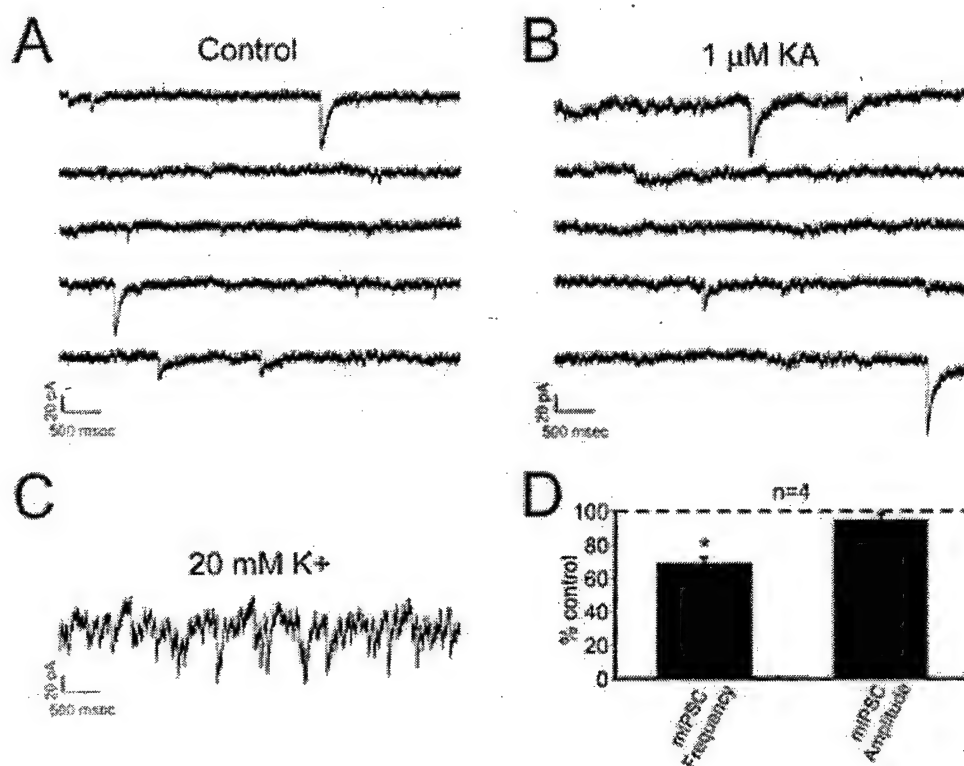 A
Control
20 pA
500 msec
B
1 µM KA
20 pA
500 msec
C
20 mM K+
20 pA
500 msec
D
n=4
100
80
60
40
20
0
% control
*
mIPSC
Frequency
mIPSC
Amplitude